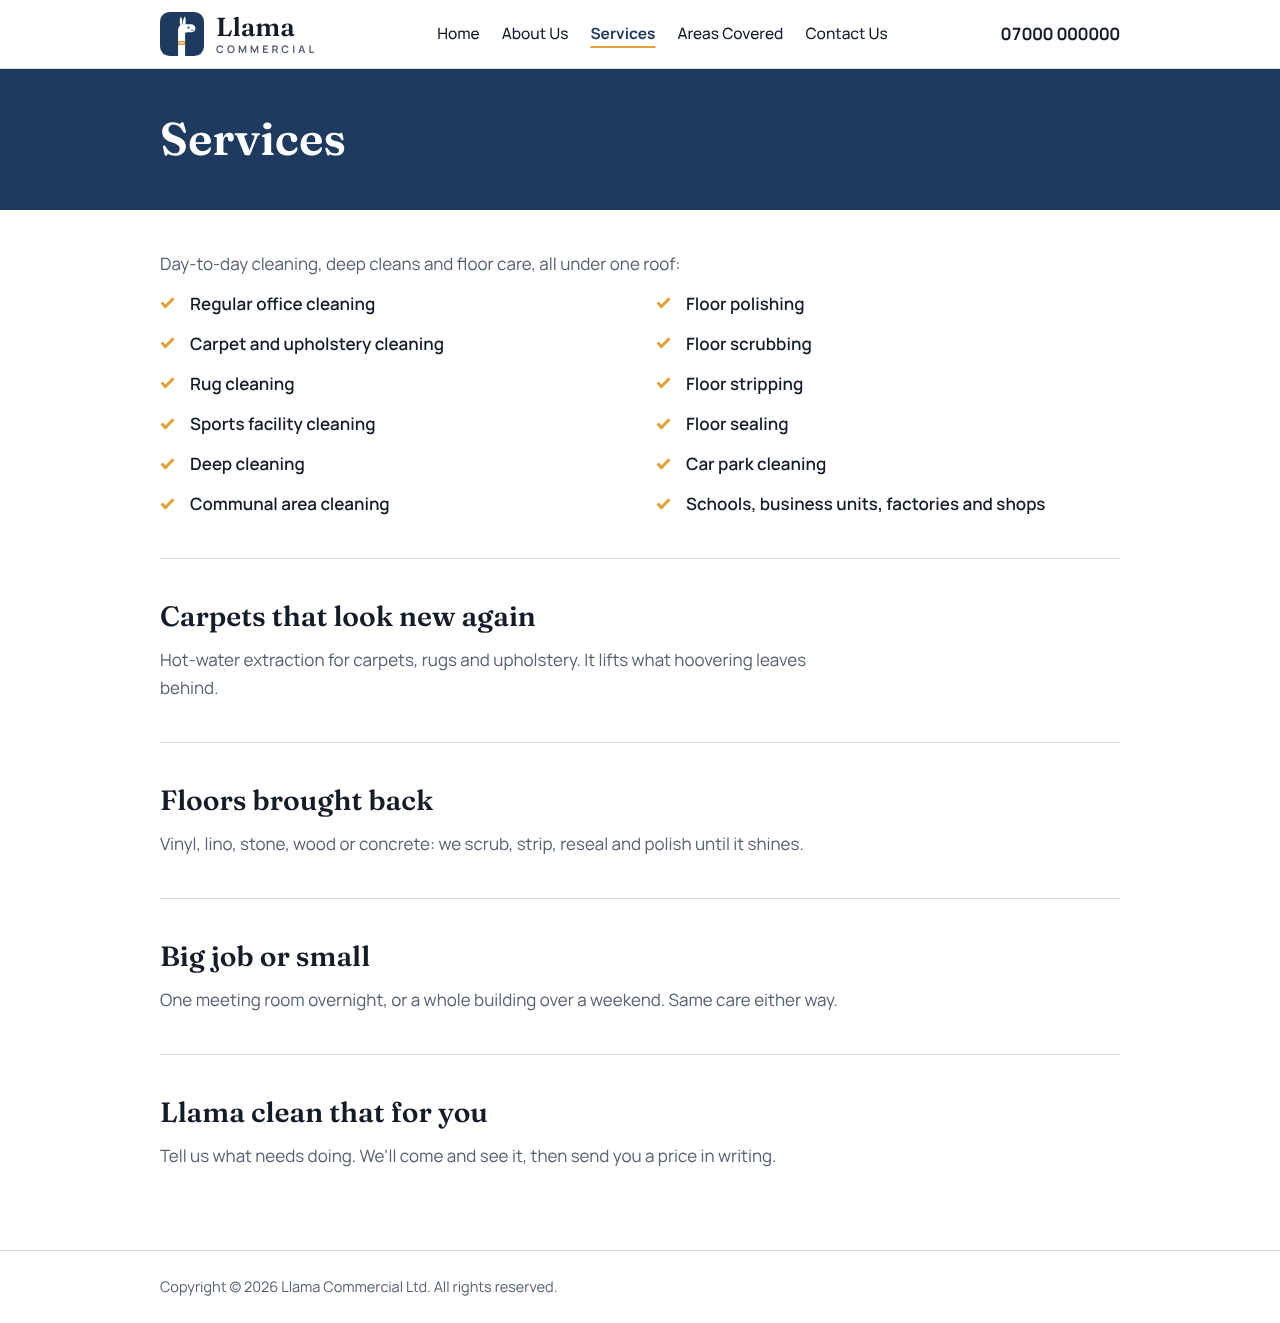 Llama
COMMERCIAL
Home About Us Services Areas Covered Contact Us
07000 000000
Services
Day-to-day cleaning, deep cleans and floor care, all under one roof:
Regular office cleaning
Carpet and upholstery cleaning
Rug cleaning
Sports facility cleaning
Deep cleaning
Communal area cleaning
Floor polishing
Floor scrubbing
Floor stripping
Floor sealing
Car park cleaning
Schools, business units, factories and shops
Carpets that look new again
Hot-water extraction for carpets, rugs and upholstery. It lifts what hoovering leaves
behind.
Floors brought back
Vinyl, lino, stone, wood or concrete: we scrub, strip, reseal and polish until it shines.
Big job or small
One meeting room overnight, or a whole building over a weekend. Same care either way.
Llama clean that for you
Tell us what needs doing. We'll come and see it, then send you a price in writing.
Copyright © 2026 Llama Commercial Ltd. All rights reserved.